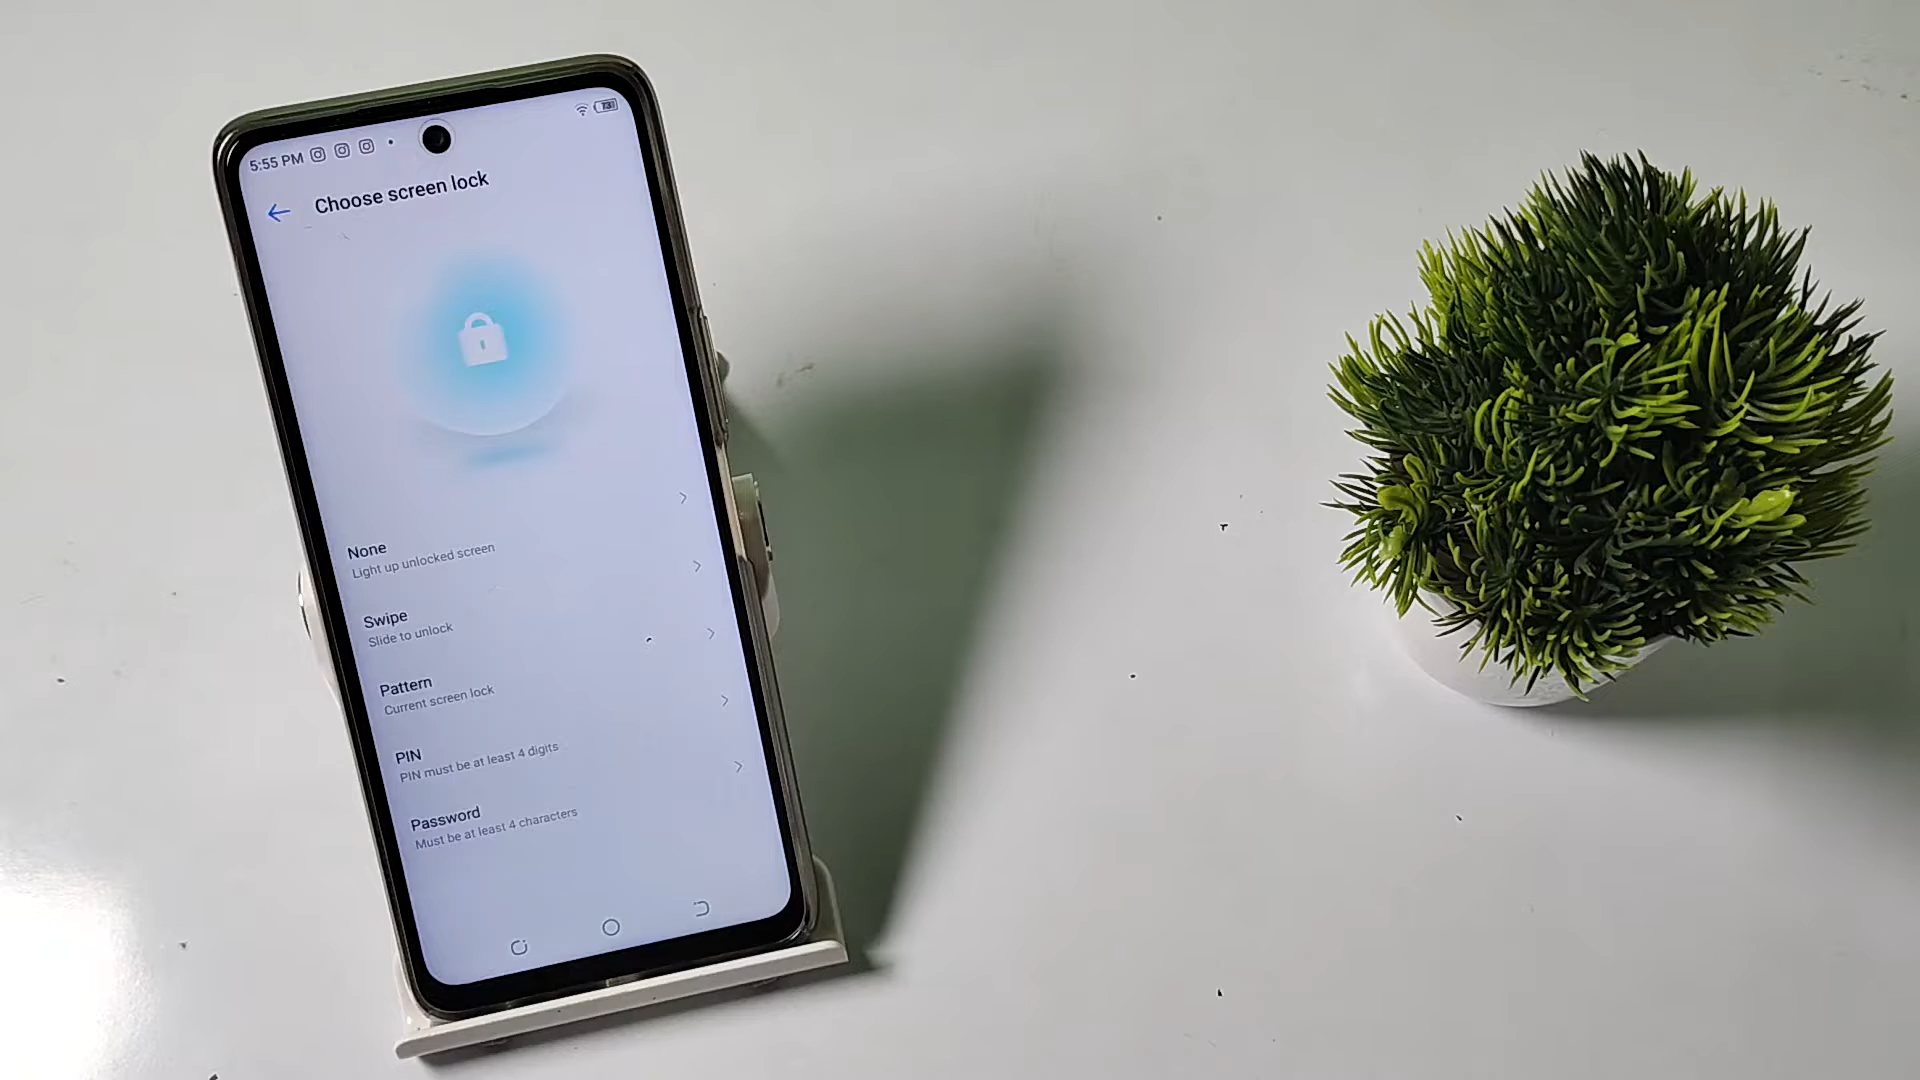 5:55 PM
73
Choose screen lock
None
Light up unlocked screen
Swipe
Slide to unlock
Pattern
Current screen lock
PIN
PIN must be at least 4 digits
Password
Must be at least 4 characters